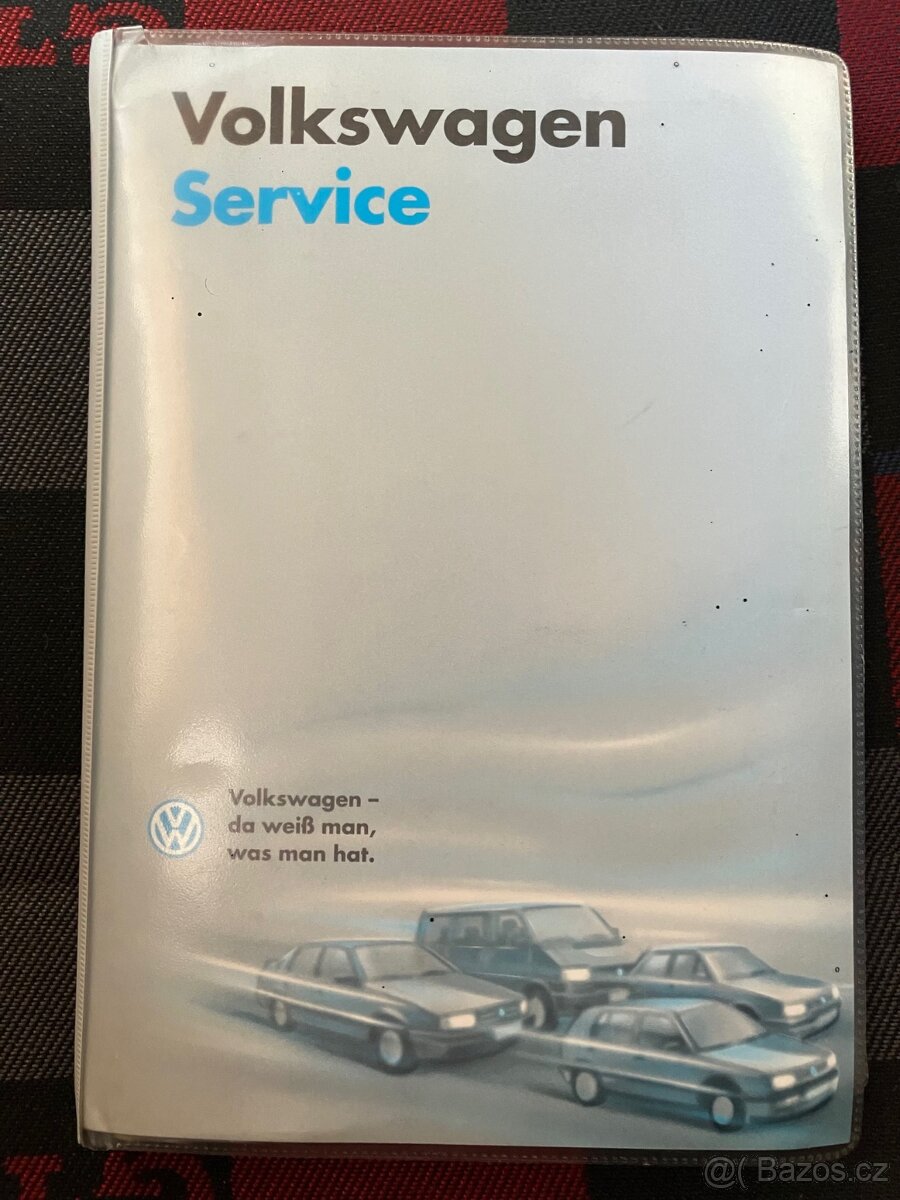 Volkswagen
Service
Volkswagen –
da weiß man,
was man hat.
@( Bazos.cz